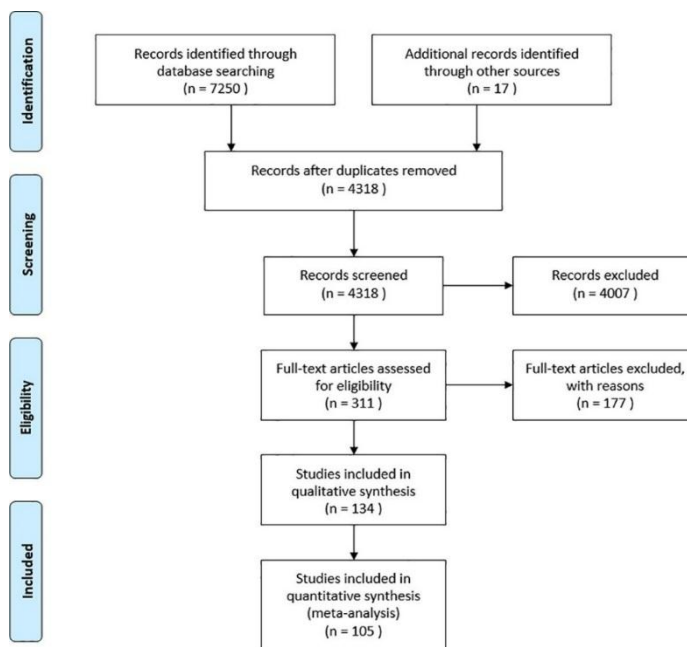 Identification
Records identified through
database searching
(n = 7250 )
Additional records identified
through other sources
(n = 17 )
Records after duplicates removed
(n = 4318 )
Screening
Records screened
(n = 4318 )
Records excluded
(n = 4007 )
Eligibility
Full-text articles assessed
for eligibility
(n = 311 )
Full-text articles excluded,
with reasons
(n = 177 )
Studies included in
qualitative synthesis
(n = 134 )
Included
Studies included in
quantitative synthesis
(meta-analysis)
(n = 105 )